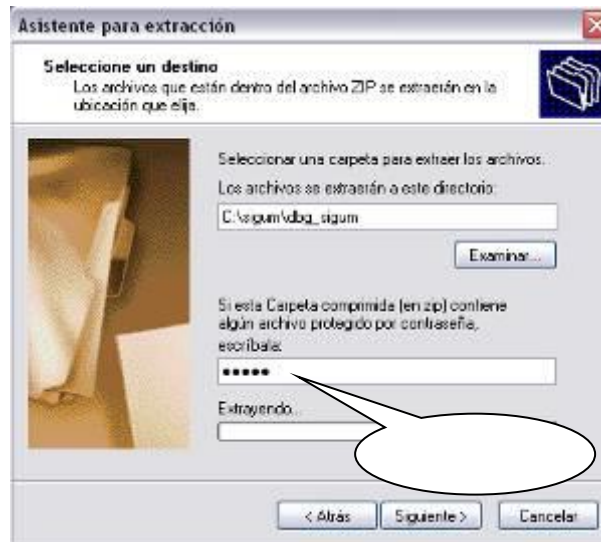 Asistente para extracción
Seleccione un destino
Los archivos que están dentro del archivo ZIP se extraerán en la
ubicación que elija.
Seleccionar una carpeta para extraer los archivos.
Los archivos se extraerán a este directorio:
C:\sigum\dbg_sigum
Examinar...
Si esta Carpeta comprimida (en zip) contiene
algún archivo protegido por contraseña,
escríbala:
•••••
Extrayendo...
< Atrás
Siguiente >
Cancelar